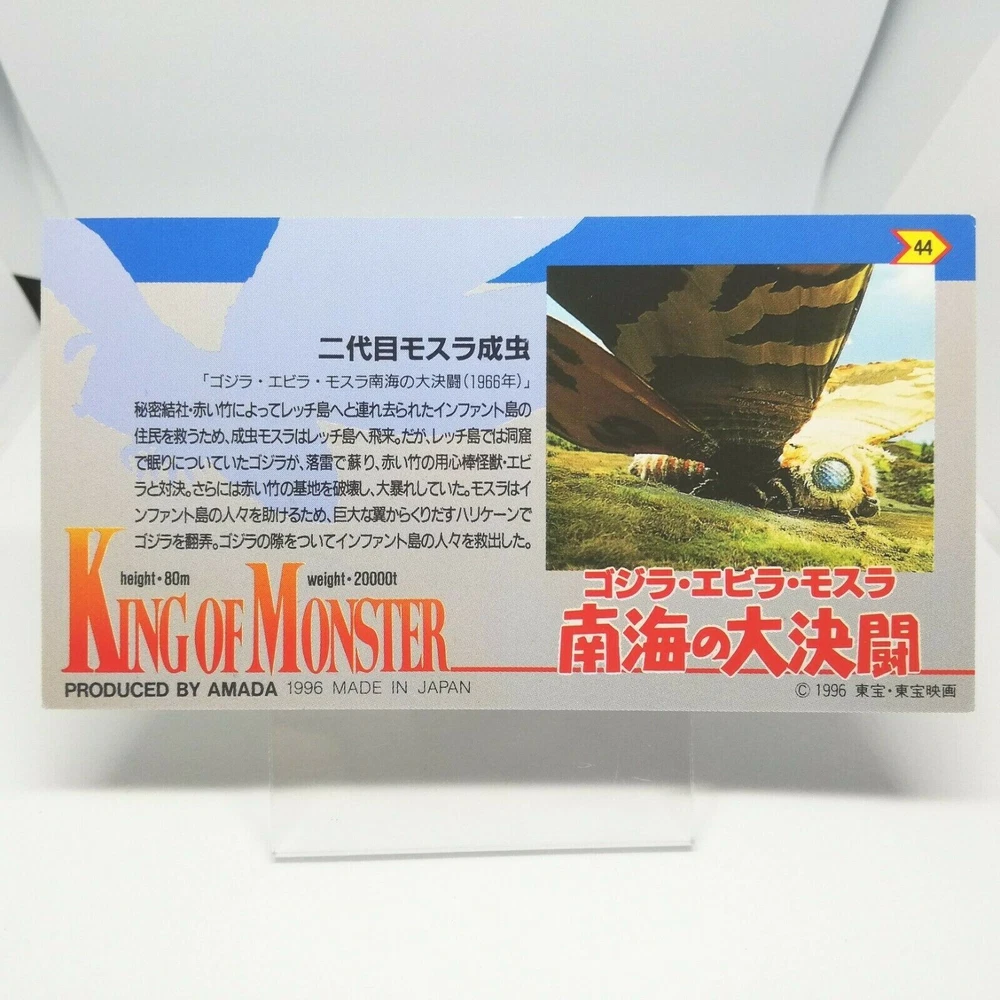 44
二代目モスラ成虫
「ゴジラ・エビラ・モスラ南海の大決闘(1966年)」
秘密結社・赤い竹によってレッチ島へと連れ去られたインファント島の
住民を救うため、成虫モスラはレッチ島へ飛来。だが、レッチ島では洞窟
で眠りについていたゴジラが、落雷で蘇り、赤い竹の用心棒怪獣・エビ
ラと対決。さらには赤い竹の基地を破壊し、大暴れしていた。モスラはイ
ンファント島の人々を助けるため、巨大な翼からくりだすハリケーンで
ゴジラを翻弄。ゴジラの隙をついてインファント島の人々を救出した。
height・80m weight・20000t
KING OF MONSTER
ゴジラ・エビラ・モスラ
南海の大決闘
PRODUCED BY AMADA 1996 MADE IN JAPAN
© 1996 東宝・東宝映画